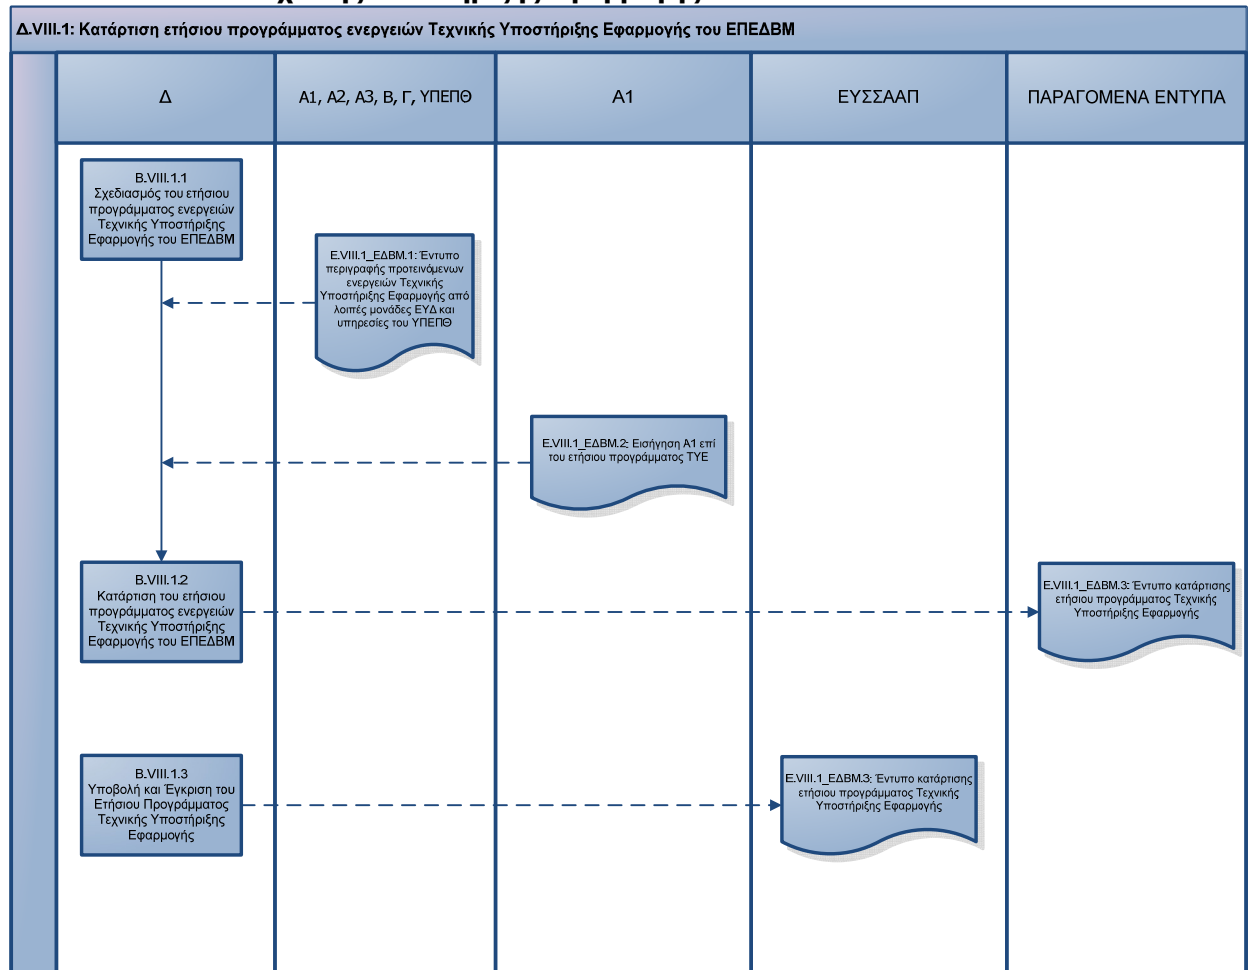 Δ.VIII.1: Κατάρτιση ετήσιου προγράμματος ενεργειών Τεχνικής Υποστήριξης Εφαρμογής του ΕΠΕΔΒΜ
Δ
Α1, Α2, Α3, Β, Γ, ΥΠΕΠΘ
Α1
ΕΥΣΣΑΑΠ
ΠΑΡΑΓΟΜΕΝΑ ΕΝΤΥΠΑ
Β.VIII.1.1
Σχεδιασμός του ετήσιου
προγράμματος ενεργειών
Τεχνικής Υποστήριξης
Εφαρμογής του ΕΠΕΔΒΜ
Ε.VIII.1_ΕΔΒΜ.1: Έντυπο
περιγραφής προτεινόμενων
ενεργειών Τεχνικής
Υποστήριξης Εφαρμογής από
λοιπές μονάδες ΕΥΔ και
υπηρεσίες του ΥΠΕΠΘ
Ε.VIII.1_ΕΔΒΜ.2: Εισήγηση Α1 επί
του ετήσιου προγράμματος ΤΥΕ
Β.VIII.1.2
Κατάρτιση του ετήσιου
προγράμματος ενεργειών
Τεχνικής Υποστήριξης
Εφαρμογής του ΕΠΕΔΒΜ
Ε.VIII.1_ΕΔΒΜ.3: Έντυπο κατάρτισης
ετήσιου προγράμματος Τεχνικής
Υποστήριξης Εφαρμογής
Β.VIII.1.3
Υποβολή και Έγκριση του
Ετήσιου Προγράμματος
Τεχνικής Υποστήριξης
Εφαρμογής
Ε.VIII.1_ΕΔΒΜ.3: Έντυπο κατάρτισης
ετήσιου προγράμματος Τεχνικής
Υποστήριξης Εφαρμογής